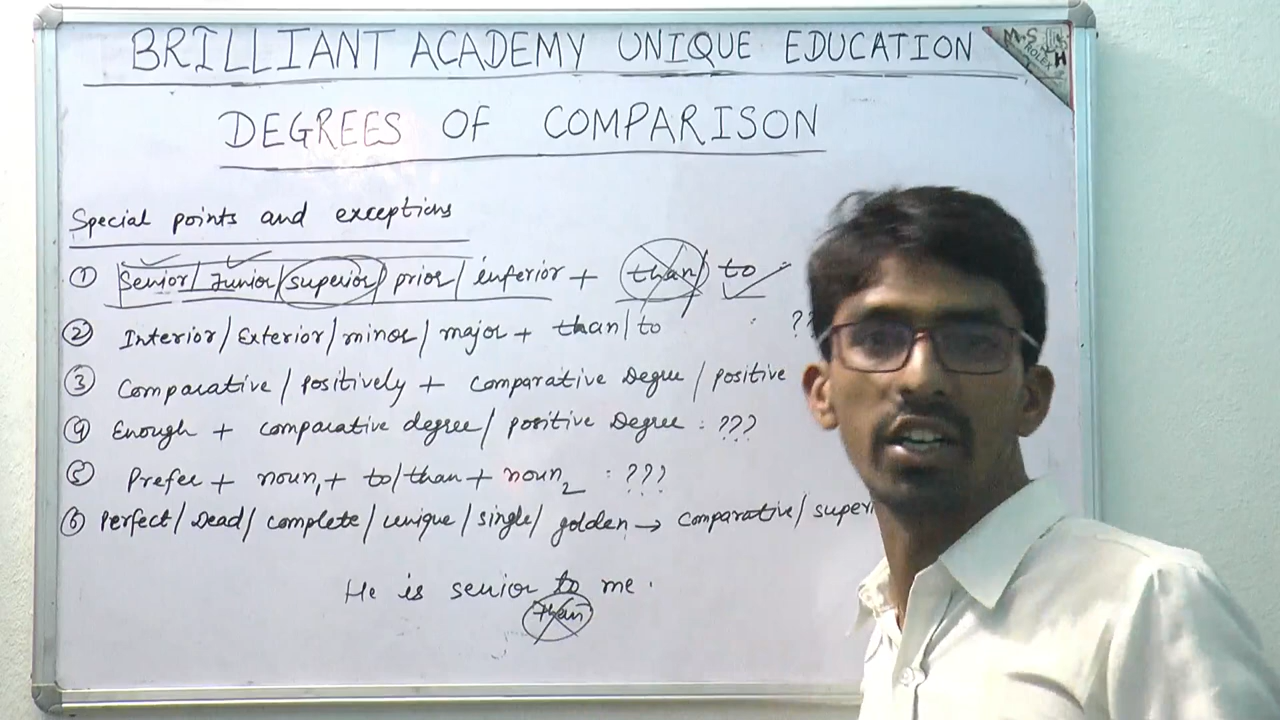 BRILLIANT ACADEMY UNIQUE EDUCATION
DEGREES OF COMPARISON
Special points and exceptions
① Senior/Junior/superior/prior/inferior + than/to
② Interior/Exterior/minor/major + than/to ??
③ Comparative/positively + comparative Degree/positive
④ Enough + comparative degree/positive Degree : ???
⑤ Prefer + noun1 + to/than + noun2 : ???
⑥ Perfect/Dead/complete/unique/single/golden → comparative/superi
He is senior to me.
than